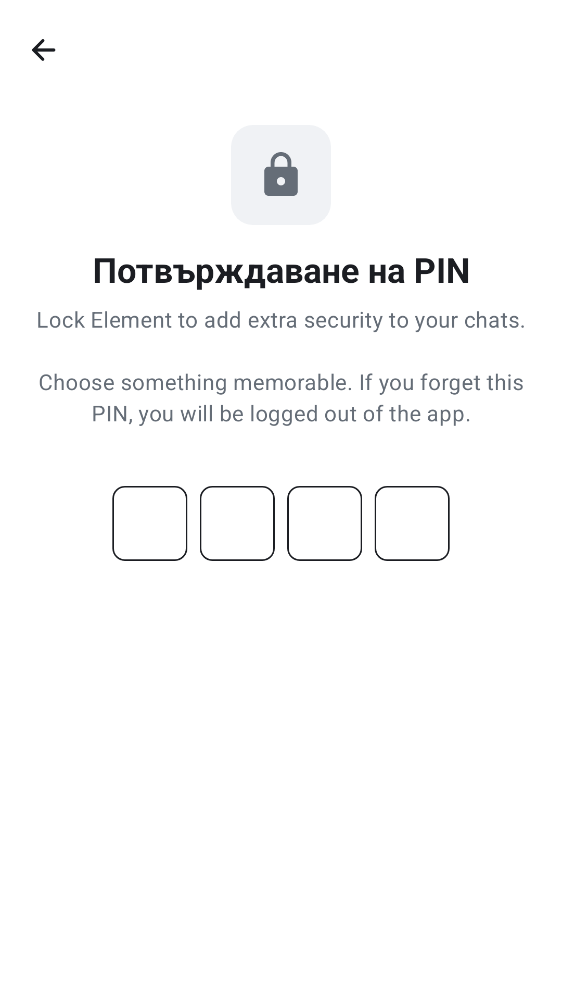 Потвърждаване на PIN
Lock Element to add extra security to your chats.
Choose something memorable. If you forget this
PIN, you will be logged out of the app.